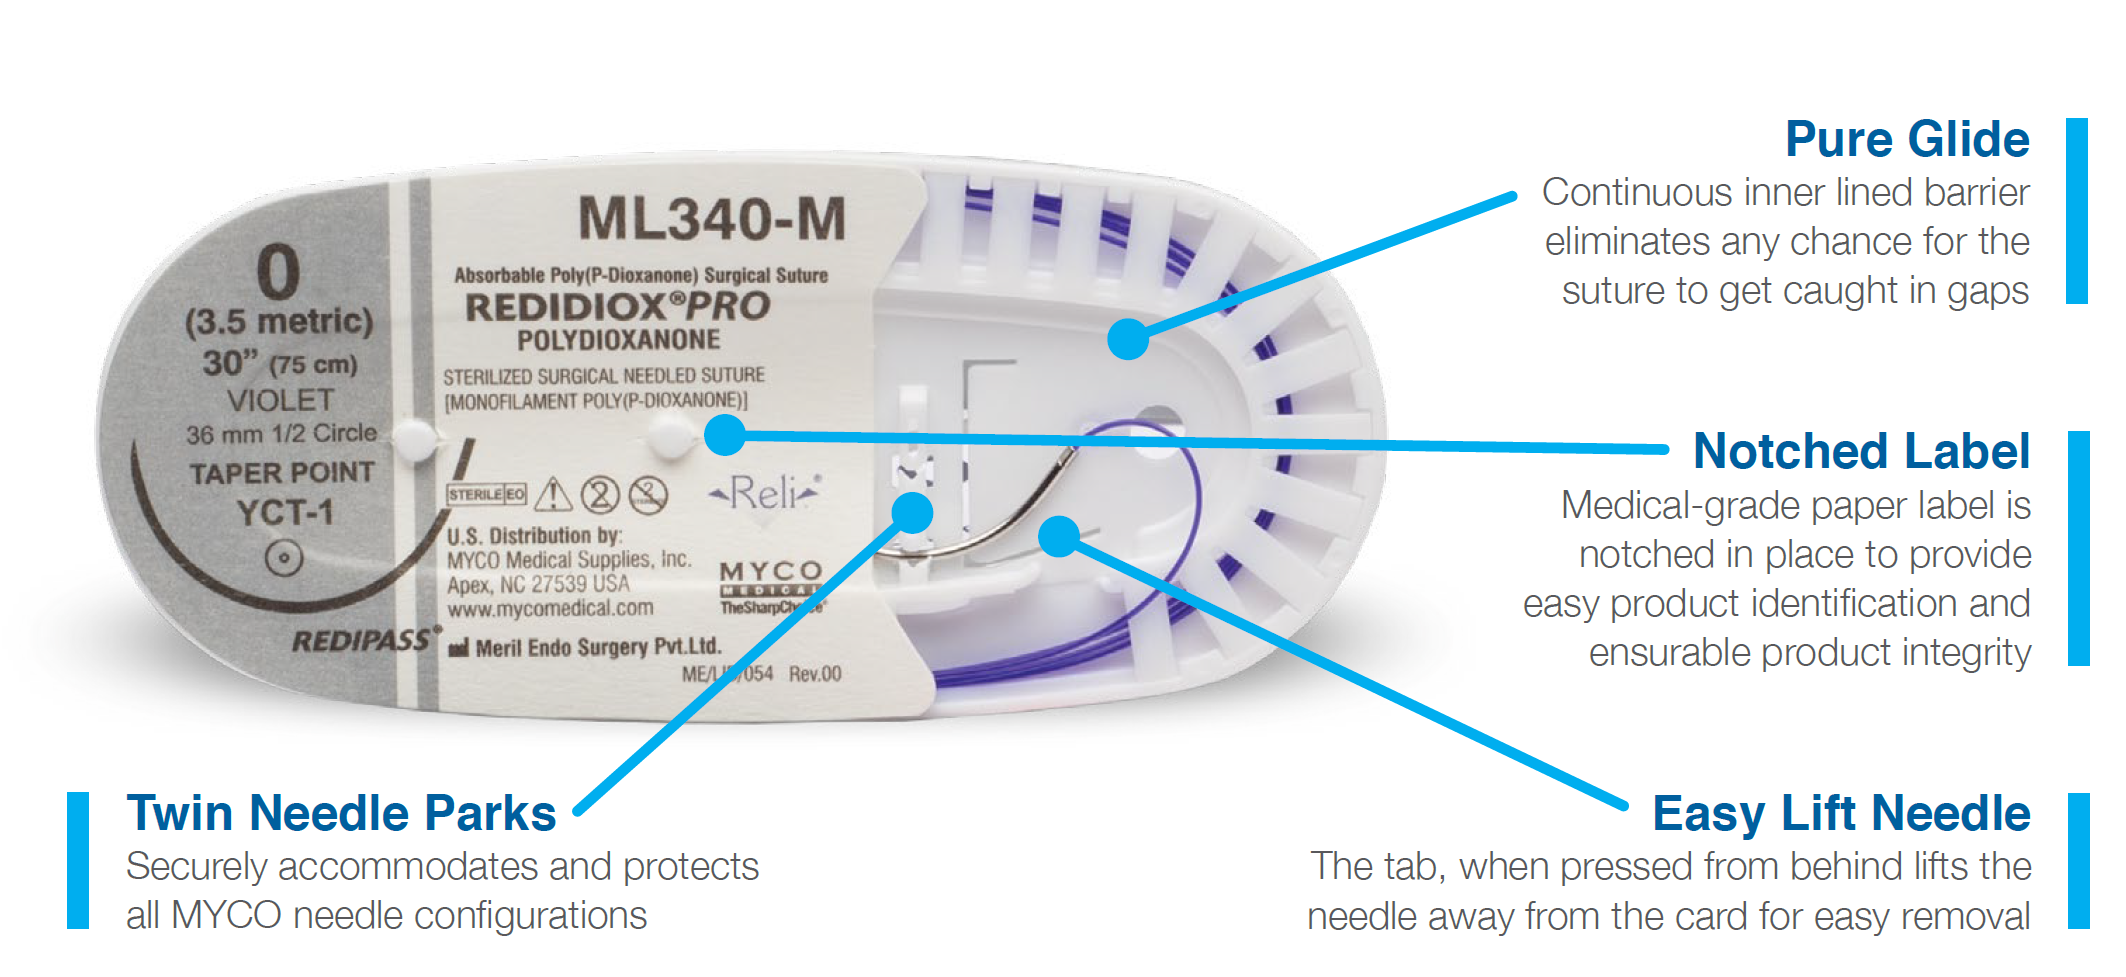 0
(3.5 metric)
30” (75 cm)
VIOLET
36 mm 1/2 Circle
TAPER POINT
YCT-1
REDIPASS®
ML340-M
Absorbable Poly(P-Dioxanone) Surgical Suture
REDIDIOX®PRO
POLYDIOXANONE
STERILIZED SURGICAL NEEDLED SUTURE
[MONOFILAMENT POLY(P-DIOXANONE)]
STERILE EO
2
2
Reli®
U.S. Distribution by:
MYCO Medical Supplies, Inc.
Apex, NC 27539 USA
www.mycomedical.com
MYCO
MEDICAL
Meril Endo Surgery Pvt.Ltd.
Rev.00
Pure Glide
Continuous inner lined barrier
eliminates any chance for the
suture to get caught in gaps
Notched Label
Medical-grade paper label is
notched in place to provide
easy product identification and
ensurable product integrity
Twin Needle Parks
Securely accommodates and protects
all MYCO needle configurations
Easy Lift Needle
The tab, when pressed from behind lifts the
needle away from the card for easy removal